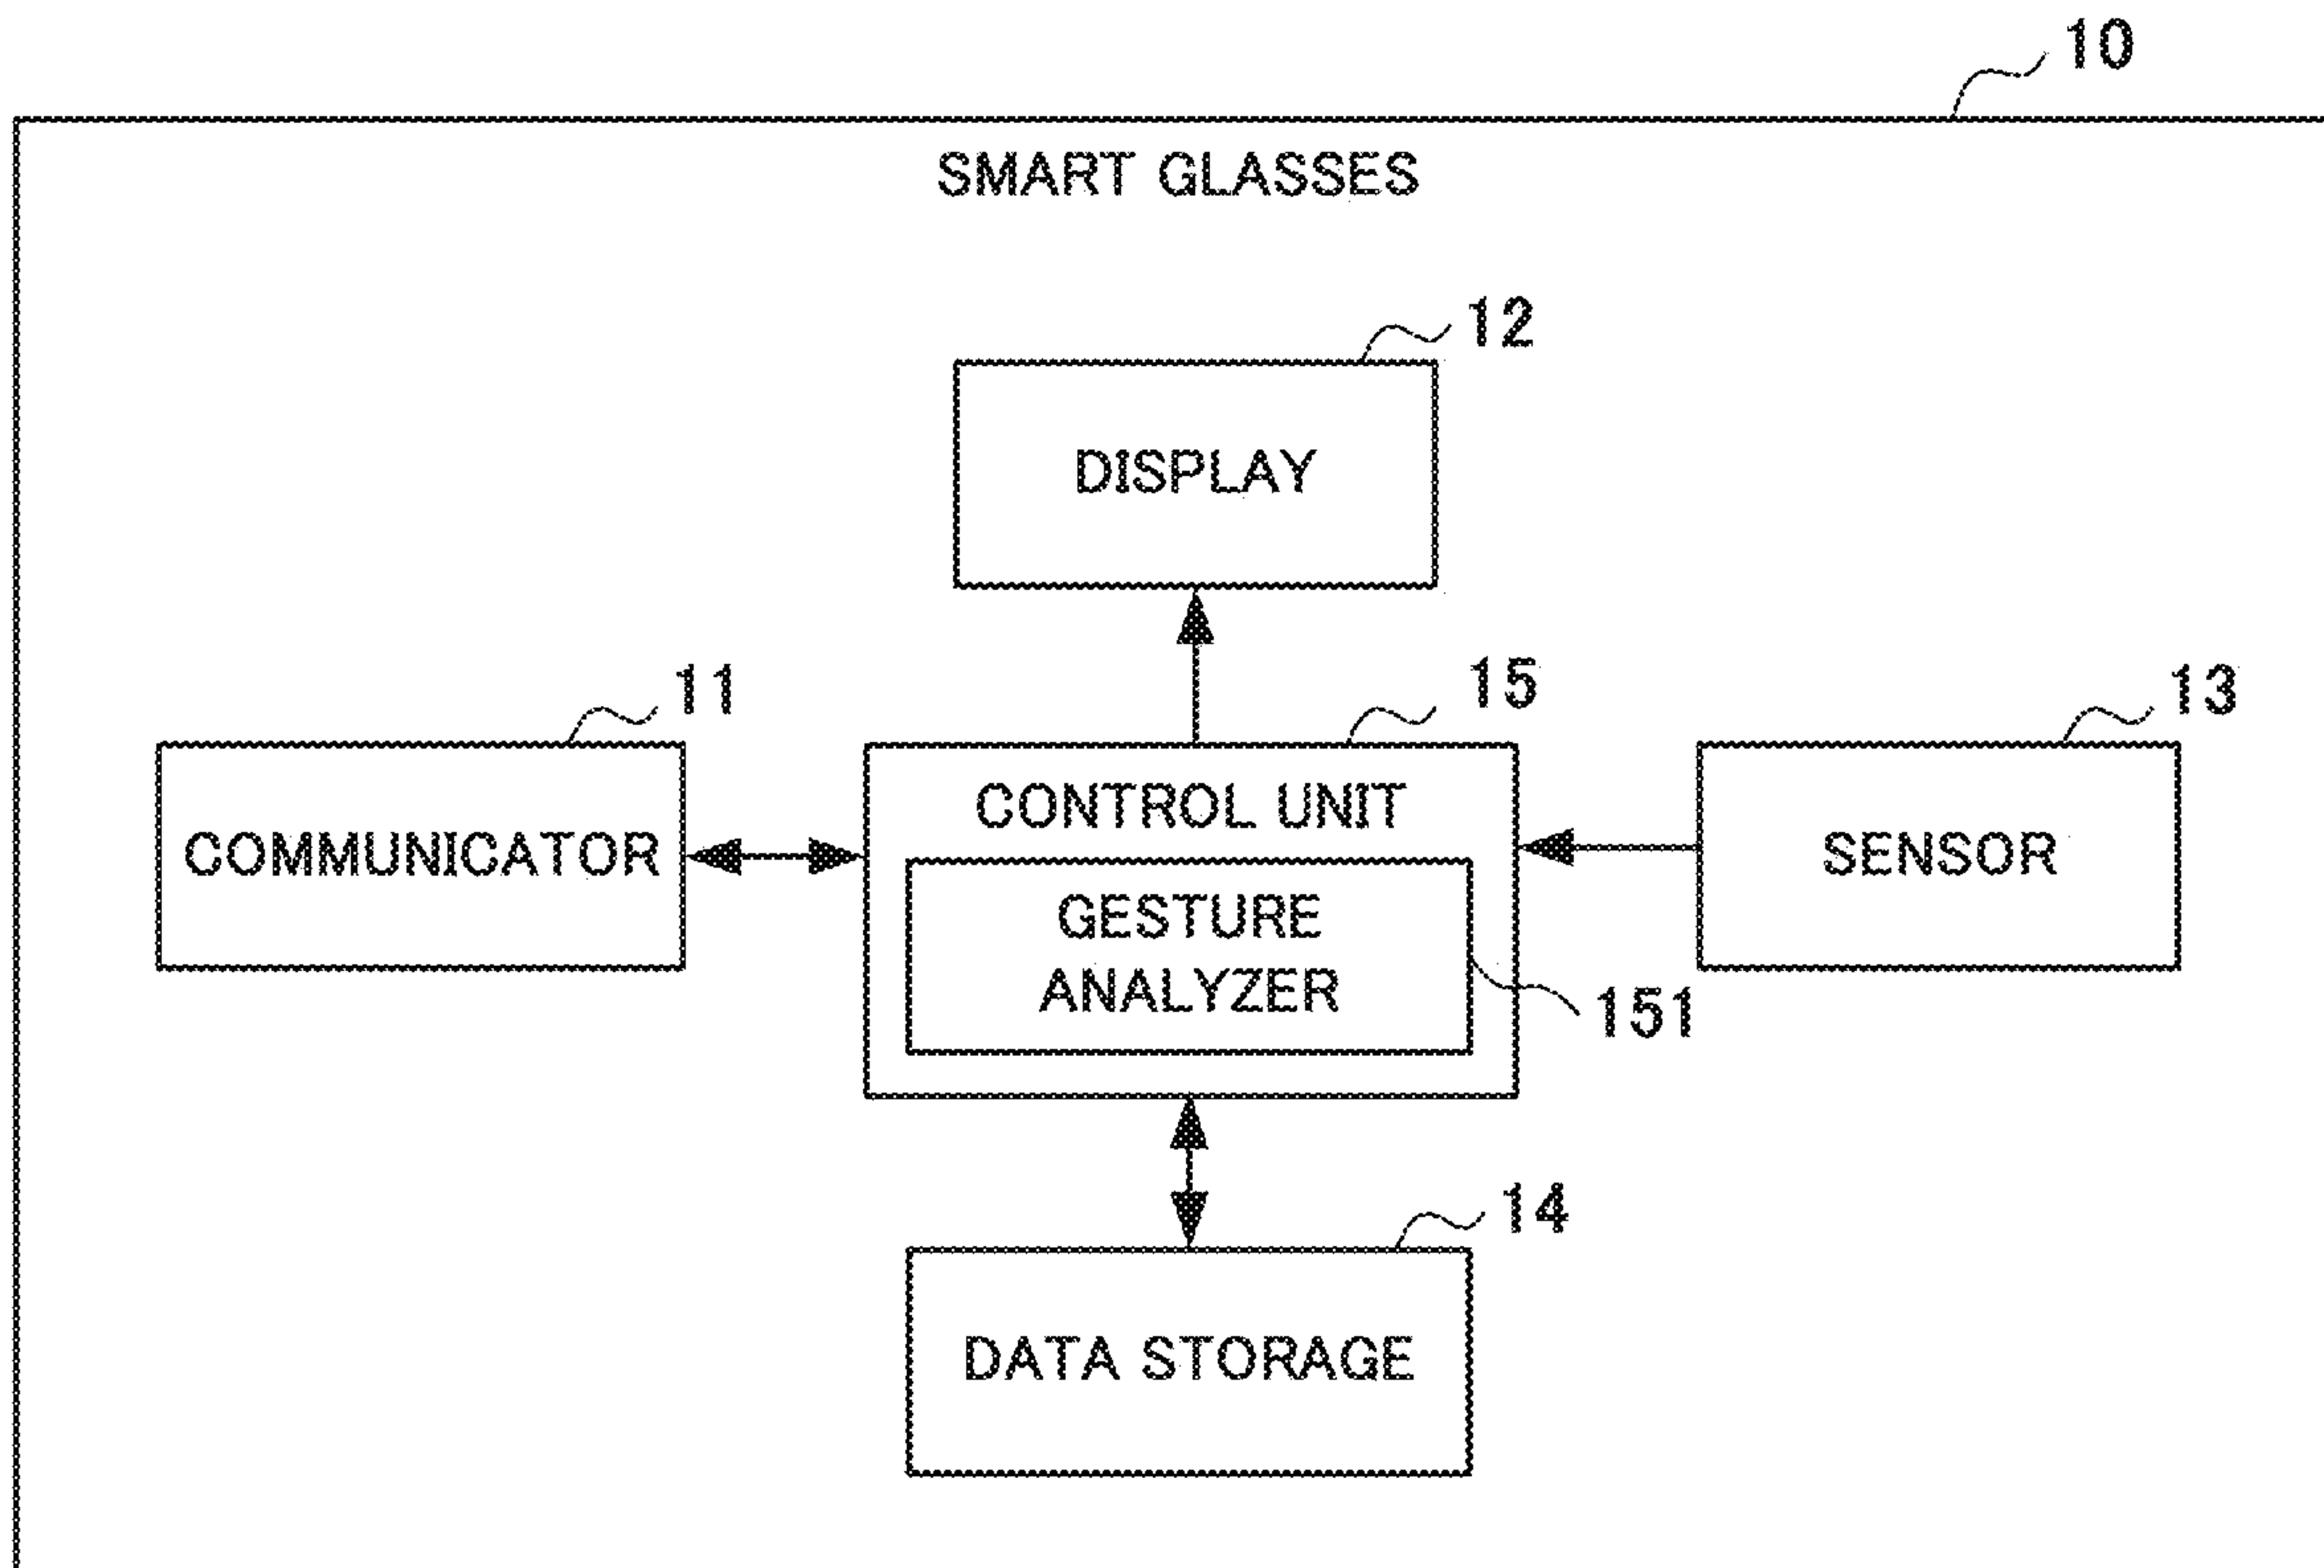 10
SMART GLASSES
12
DISPLAY
11
15
13
COMMUNICATOR
CONTROL UNIT
SENSOR
GESTURE
ANALYZER
151
14
DATA STORAGE